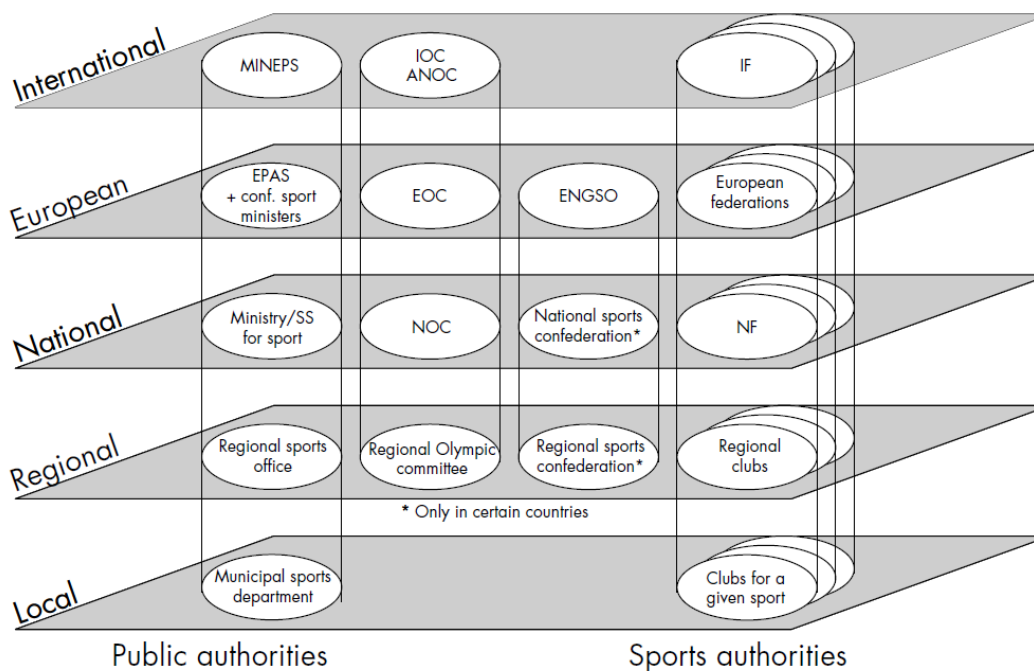 International
MINEPS
IOC
ANOC
IF
European
EPAS
+ conf. sport
ministers
EOC
ENGSO
European
federations
National
Ministry/SS
for sport
NOC
National sports
confederation*
NF
Regional
Regional sports
office
Regional Olympic
committee
Regional sports
confederation*
Regional
clubs
* Only in certain countries
Local
Municipal sports
department
Clubs for a
given sport
Public authorities
Sports authorities